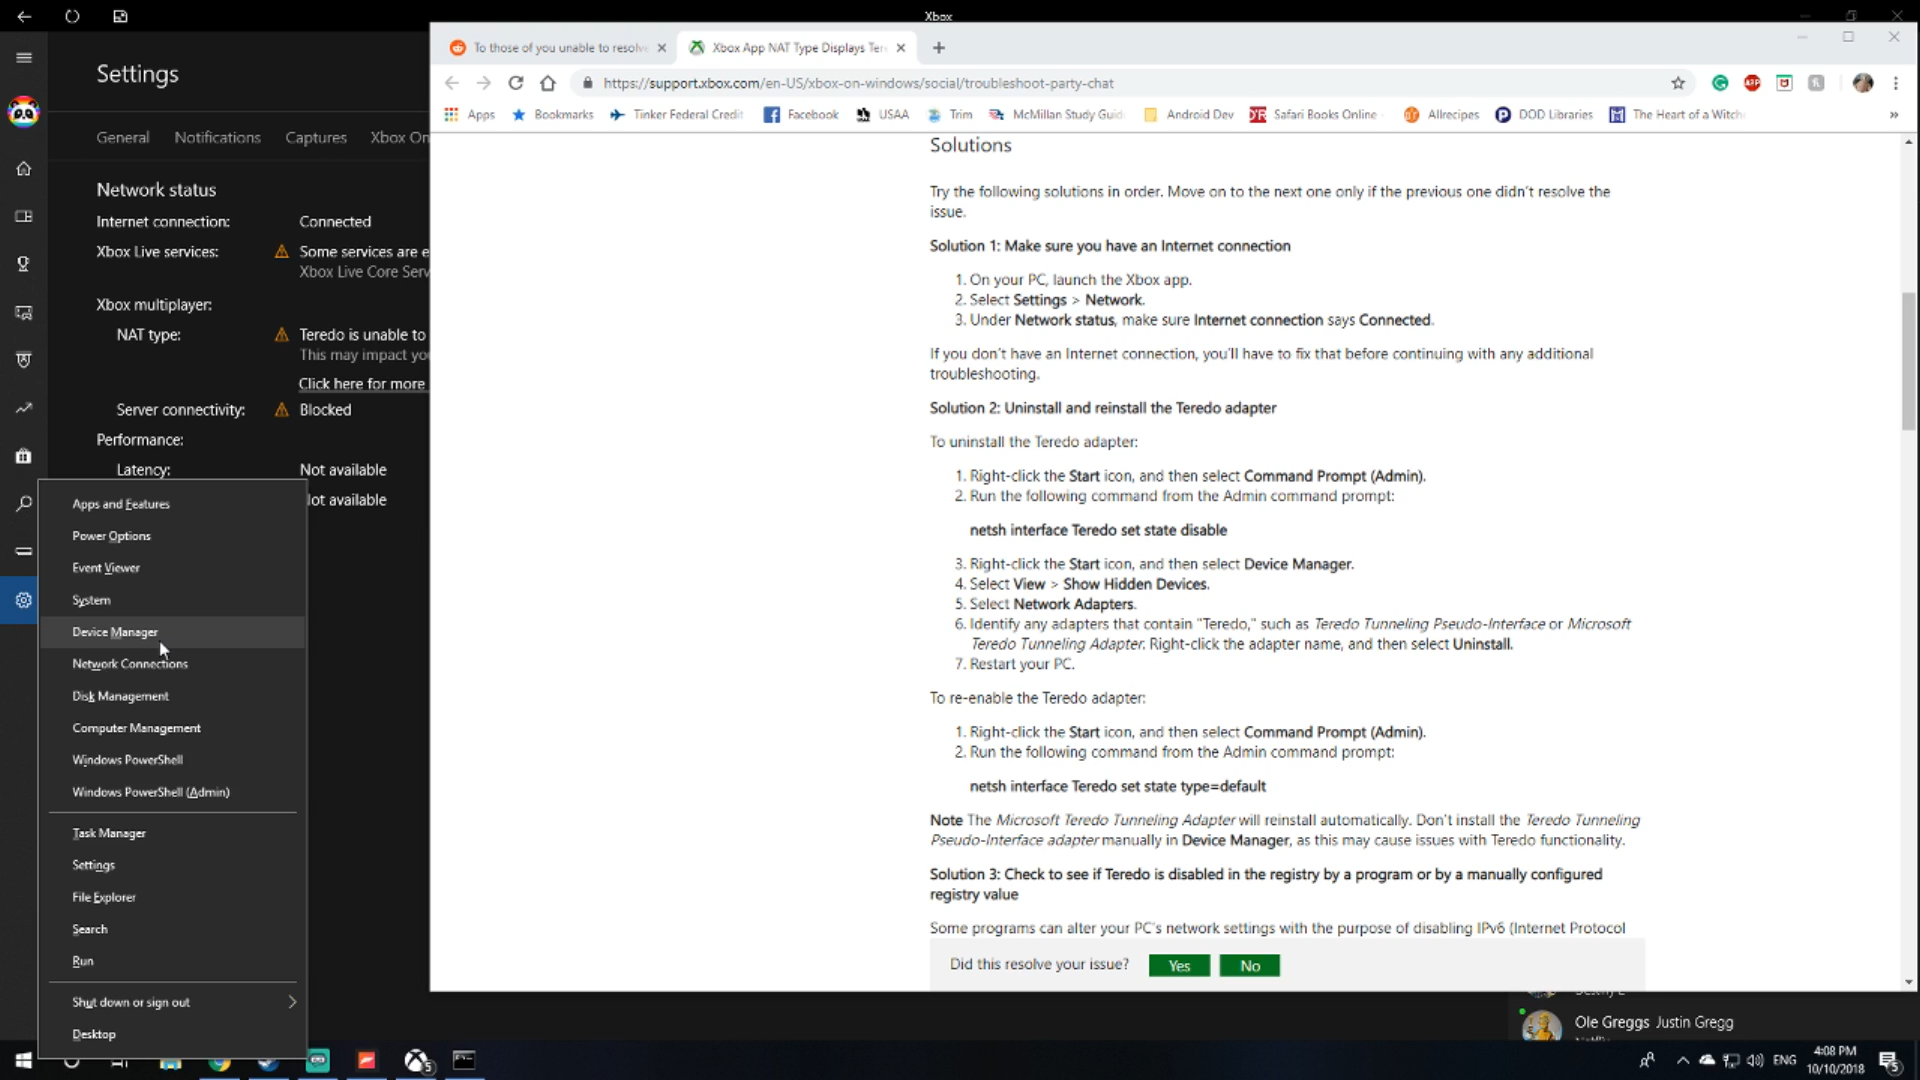 Xbox
To those of you unable to resolv
Xbox App NAT Type Displays Ter
https://support.xbox.com/en-US/xbox-on-windows/social/troubleshoot-party-chat
Apps
Bookmarks
Tinker Federal Credit
Facebook
USAA
Trim
McMillan Study Guid
Android Dev
Safari Books Online
Allrecipes
DOD Libraries
The Heart of a Witch
Settings
General
Notifications
Captures
Xbox On
Network status
Internet connection:
Connected
Xbox Live services:
Some services are e
Xbox Live Core Serv
Xbox multiplayer:
NAT type:
Teredo is unable to
This may impact you
Click here for more
Server connectivity:
Blocked
Performance:
Latency:
Not available
Not available
Apps and Features
Power Options
Event Viewer
System
Device Manager
Network Connections
Disk Management
Computer Management
Windows PowerShell
Windows PowerShell (Admin)
Task Manager
Settings
File Explorer
Search
Run
Shut down or sign out
Desktop
Solutions
Try the following solutions in order. Move on to the next one only if the previous one didn't resolve the
issue.
Solution 1: Make sure you have an Internet connection
1. On your PC, launch the Xbox app.
2. Select Settings > Network.
3. Under Network status, make sure Internet connection says Connected.
If you don't have an Internet connection, you'll have to fix that before continuing with any additional
troubleshooting.
Solution 2: Uninstall and reinstall the Teredo adapter
To uninstall the Teredo adapter:
1. Right-click the Start icon, and then select Command Prompt (Admin).
2. Run the following command from the Admin command prompt:
netsh interface Teredo set state disable
3. Right-click the Start icon, and then select Device Manager.
4. Select View > Show Hidden Devices.
5. Select Network Adapters.
6. Identify any adapters that contain "Teredo," such as Teredo Tunneling Pseudo-Interface or Microsoft
Teredo Tunneling Adapter. Right-click the adapter name, and then select Uninstall.
7. Restart your PC.
To re-enable the Teredo adapter:
1. Right-click the Start icon, and then select Command Prompt (Admin).
2. Run the following command from the Admin command prompt:
netsh interface Teredo set state type=default
Note The Microsoft Teredo Tunneling Adapter will reinstall automatically. Don't install the Teredo Tunneling
Pseudo-Interface adapter manually in Device Manager, as this may cause issues with Teredo functionality.
Solution 3: Check to see if Teredo is disabled in the registry by a program or by a manually configured
registry value
Some programs can alter your PC's network settings with the purpose of disabling IPv6 (Internet Protocol
Did this resolve your issue?
Yes
No
Ole Greggs Justin Gregg
5
ENG
4:08 PM
10/10/2018
5